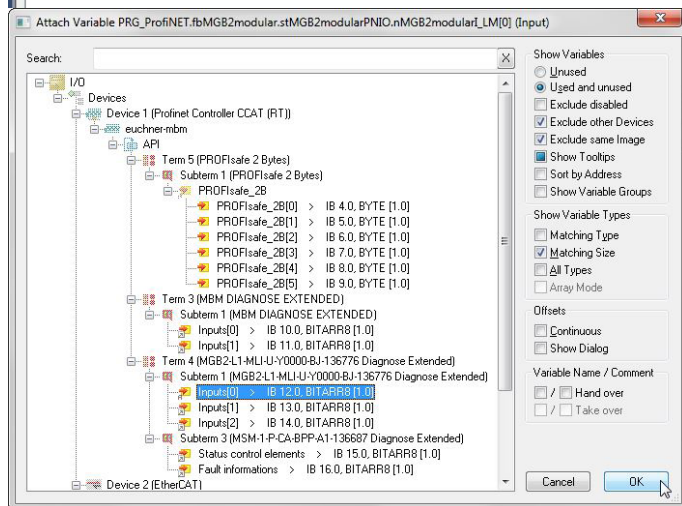 Attach Variable PRG_ProfiNET.fbMGB2modular.stMGB2modularPNIO.nMGB2modularI_LM[0] (Input)
Search:
X
I/O
Devices
Device 1 (Profinet Controller CCAT (RT))
euchner-mbm
API
Term 5 (PROFIsafe 2 Bytes)
Subterm 1 (PROFIsafe 2 Bytes)
PROFIsafe_2B
PROFIsafe_2B[0] > IB 4.0, BYTE [1.0]
PROFIsafe_2B[1] > IB 5.0, BYTE [1.0]
PROFIsafe_2B[2] > IB 6.0, BYTE [1.0]
PROFIsafe_2B[3] > IB 7.0, BYTE [1.0]
PROFIsafe_2B[4] > IB 8.0, BYTE [1.0]
PROFIsafe_2B[5] > IB 9.0, BYTE [1.0]
Term 3 (MBM DIAGNOSE EXTENDED)
Subterm 1 (MBM DIAGNOSE EXTENDED)
Inputs[0] > IB 10.0, BITARR8 [1.0]
Inputs[1] > IB 11.0, BITARR8 [1.0]
Term 4 (MGB2-L1-MLI-U-Y0000-BJ-136776 Diagnose Extended)
Subterm 1 (MGB2-L1-MLI-U-Y0000-BJ-136776 Diagnose Extended)
Inputs[0] > IB 12.0, BITARR8 [1.0]
Inputs[1] > IB 13.0, BITARR8 [1.0]
Inputs[2] > IB 14.0, BITARR8 [1.0]
Subterm 3 (MSM-1-P-CA-BPP-A1-136687 Diagnose Extended)
Status control elements > IB 15.0, BITARR8 [1.0]
Fault informations > IB 16.0, BITARR8 [1.0]
Device 2 (EtherCAT)
Show Variables
Unused
Used and unused
Exclude disabled
Exclude other Devices
Exclude same Image
Show Tooltips
Sort by Address
Show Variable Groups
Show Variable Types
Matching Type
Matching Size
All Types
Array Mode
Offsets
Continuous
Show Dialog
Variable Name / Comment
/ Hand over
/ Take over
Cancel
OK